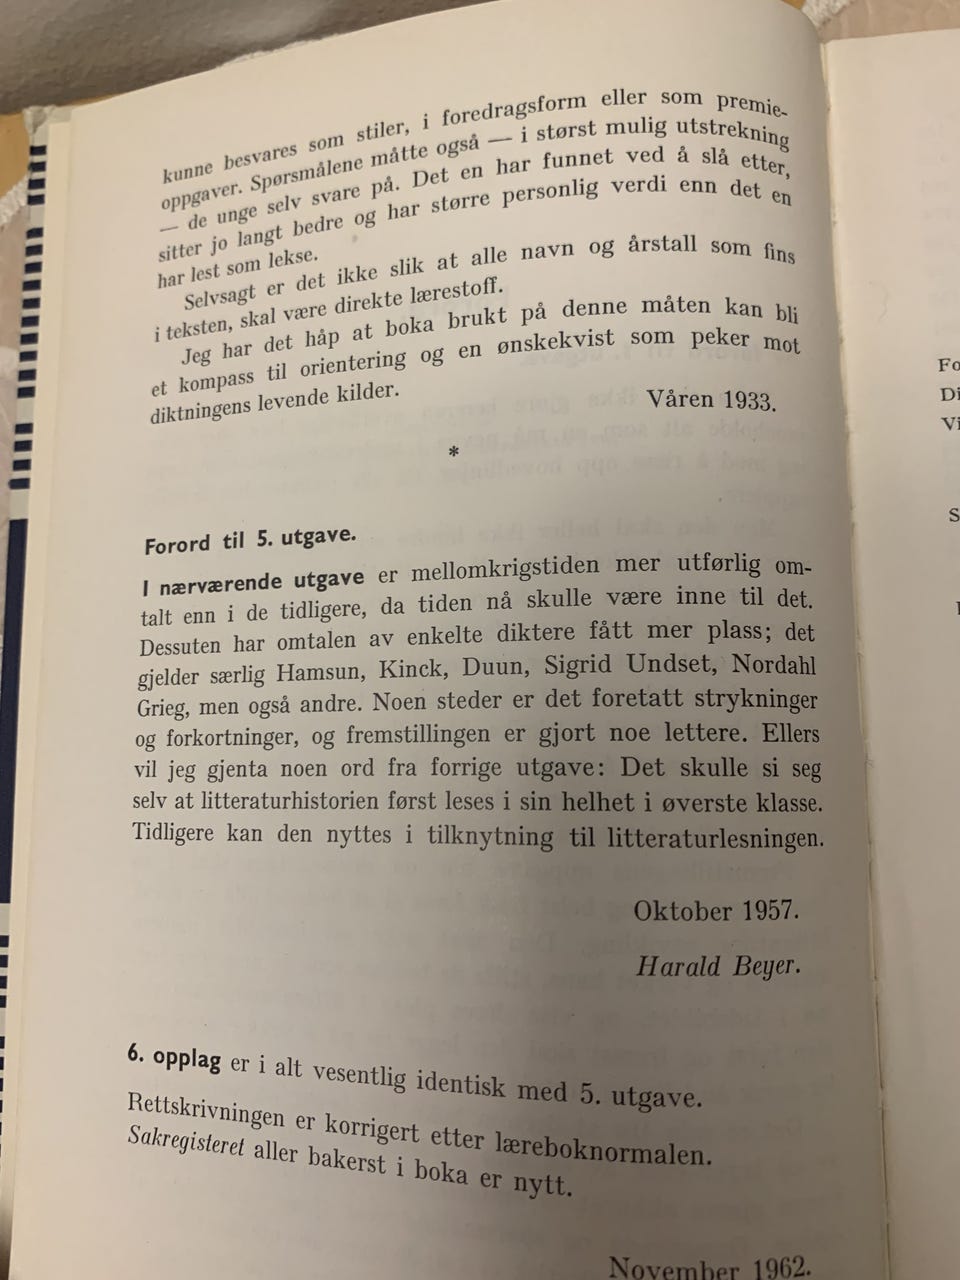 kunne besvares som stiler, i foredragsform eller som premie-
oppgaver. Spørsmålene måtte også — i størst mulig utstrekning
— de unge selv svare på. Det en har funnet ved å slå etter,
sitter jo langt bedre og har større personlig verdi enn det en
har lest som lekse.
Selvsagt er det ikke slik at alle navn og årstall som fins
i teksten, skal være direkte lærestoff.
Jeg har det håp at boka brukt på denne måten kan bli
et kompass til orientering og en ønskekvist som peker mot
diktningens levende kilder.
Våren 1933.
*
Forord til 5. utgave.
I nærværende utgave er mellomkrigstiden mer utførlig om-
talt enn i de tidligere, da tiden nå skulle være inne til det.
Dessuten har omtalen av enkelte diktere fått mer plass; det
gjelder særlig Hamsun, Kinck, Duun, Sigrid Undset, Nordahl
Grieg, men også andre. Noen steder er det foretatt strykninger
og forkortninger, og fremstillingen er gjort noe lettere. Ellers
vil jeg gjenta noen ord fra forrige utgave: Det skulle si seg
selv at litteraturhistorien først leses i sin helhet i øverste klasse.
Tidligere kan den nyttes i tilknytning til litteraturlesningen.
Oktober 1957.
Harald Beyer.
6. opplag er i alt vesentlig identisk med 5. utgave.
Rettskrivningen er korrigert etter læreboknormalen.
Sakregisteret aller bakerst i boka er nytt.
November 1962.
Fo
Di
Vi
S